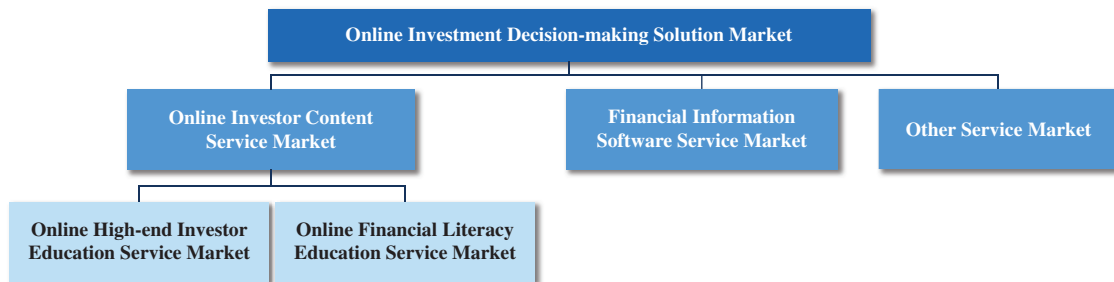 Online Investment Decision-making Solution Market
Online Investor Content
Service Market
Financial Information
Software Service Market
Other Service Market
Online High-end Investor
Education Service Market
Online Financial Literacy
Education Service Market